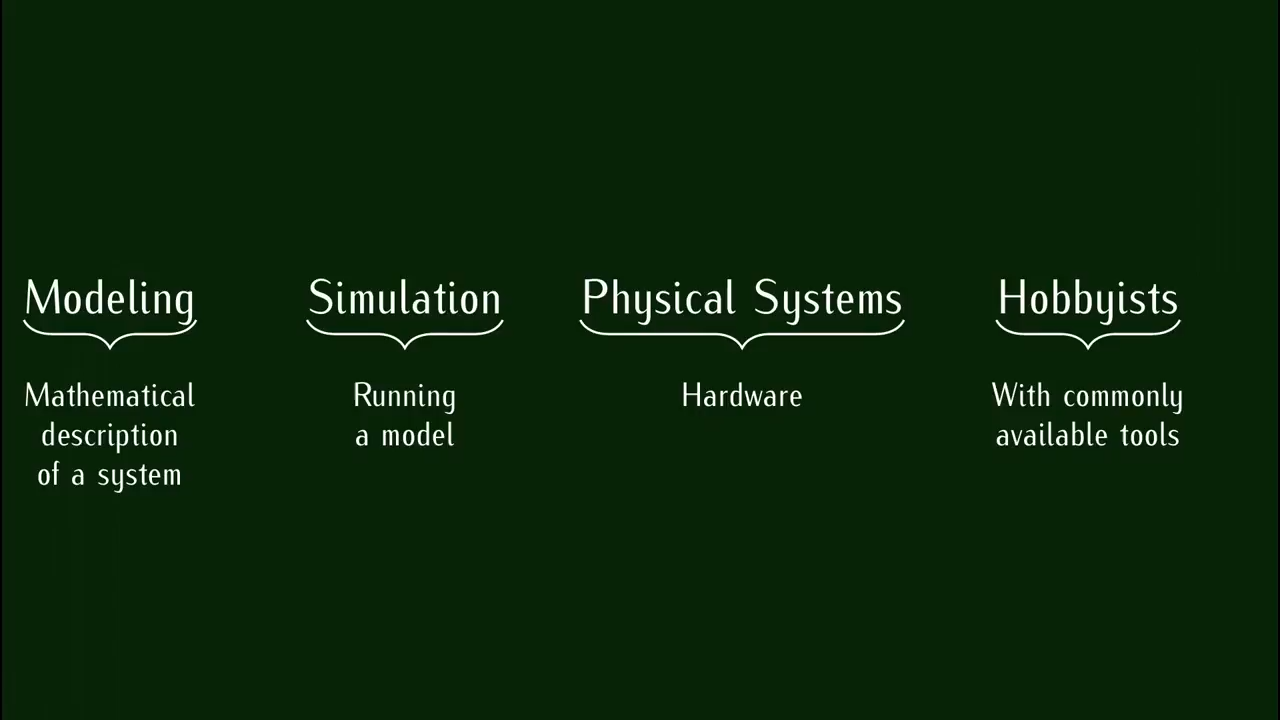 Modeling
Simulation
Physical Systems
Hobbyists
Mathematical
description
of a system
Running
a model
Hardware
With commonly
available tools